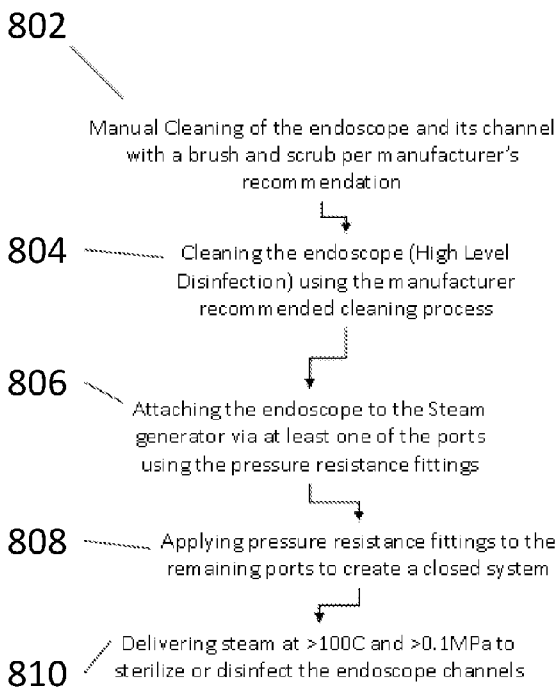 802
Manual Cleaning of the endoscope and its channel
with a brush and scrub per manufacturer's
recommendation
804
Cleaning the endoscope (High Level
Disinfection) using the manufacturer
recommended cleaning process
806
Attaching the endoscope to the Steam
generator via at least one of the ports
using the pressure resistance fittings
808
Applying pressure resistance fittings to the
remaining ports to create a closed system
810
Delivering steam at >100C and >0.1MPa to
sterilize or disinfect the endoscope channels